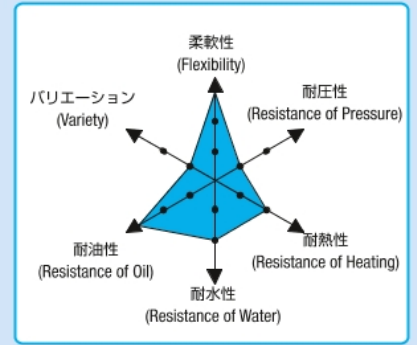 柔軟性
(Flexibility)
バリエーション
(Variety)
耐圧性
(Resistance of Pressure)
耐油性
(Resistance of Oil)
耐熱性
(Resistance of Heating)
耐水性
(Resistance of Water)